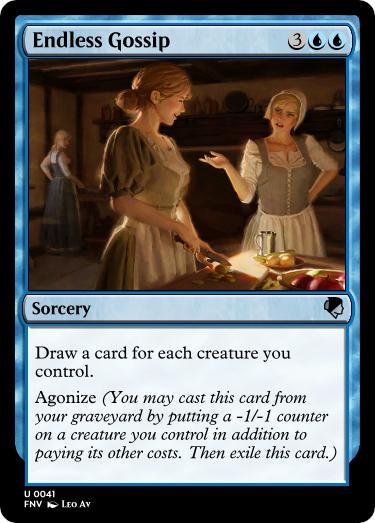 Endless Gossip 3
Sorcery
Draw a card for each creature you
control.
Agonize (You may cast this card from
your graveyard by putting a -1/-1 counter
on a creature you control in addition to
paying its other costs. Then exile this card.)
U 0041
FNV Leo Av